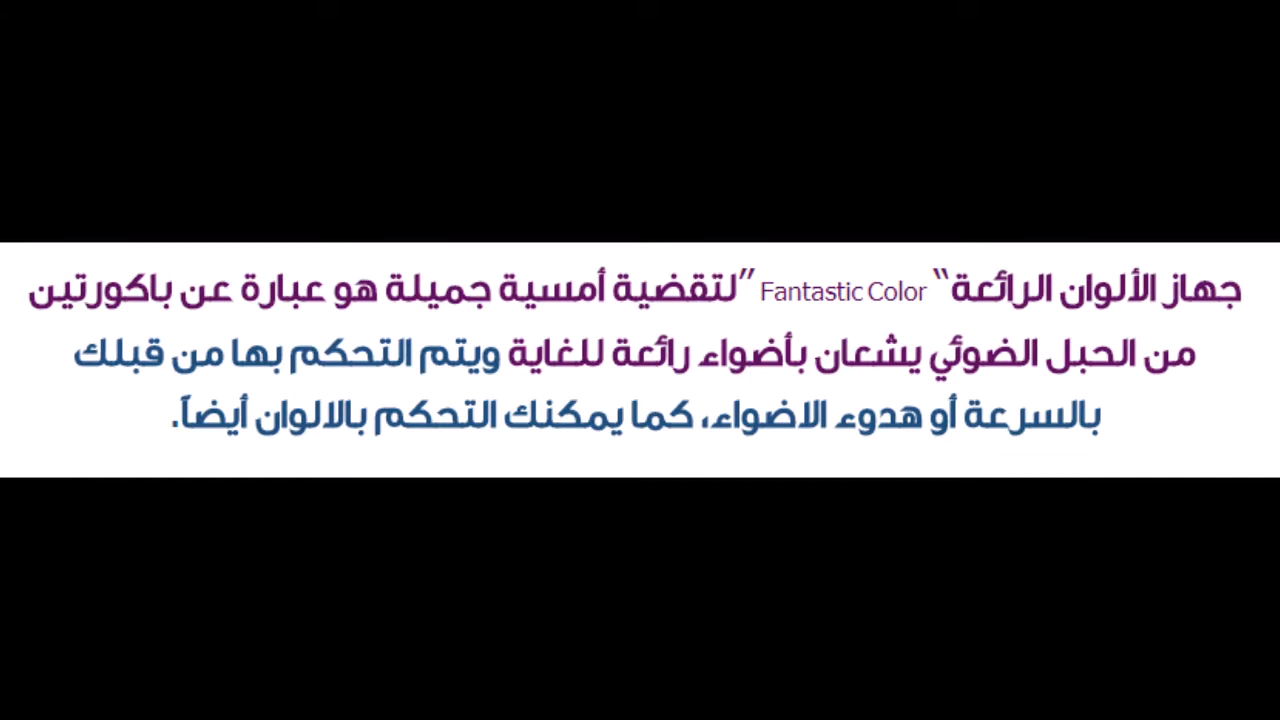 جهاز الألوان الرائعة “Fantastic Color” لتقضية أمسية جميلة هو عبارة عن باكورتين
من الحبل الضوئي يشعان بأضواء رائعة للغاية ويتم التحكم بها من قبلك
بالسرعة أو هدوء الاضواء، كما يمكنك التحكم بالالوان أيضاً.